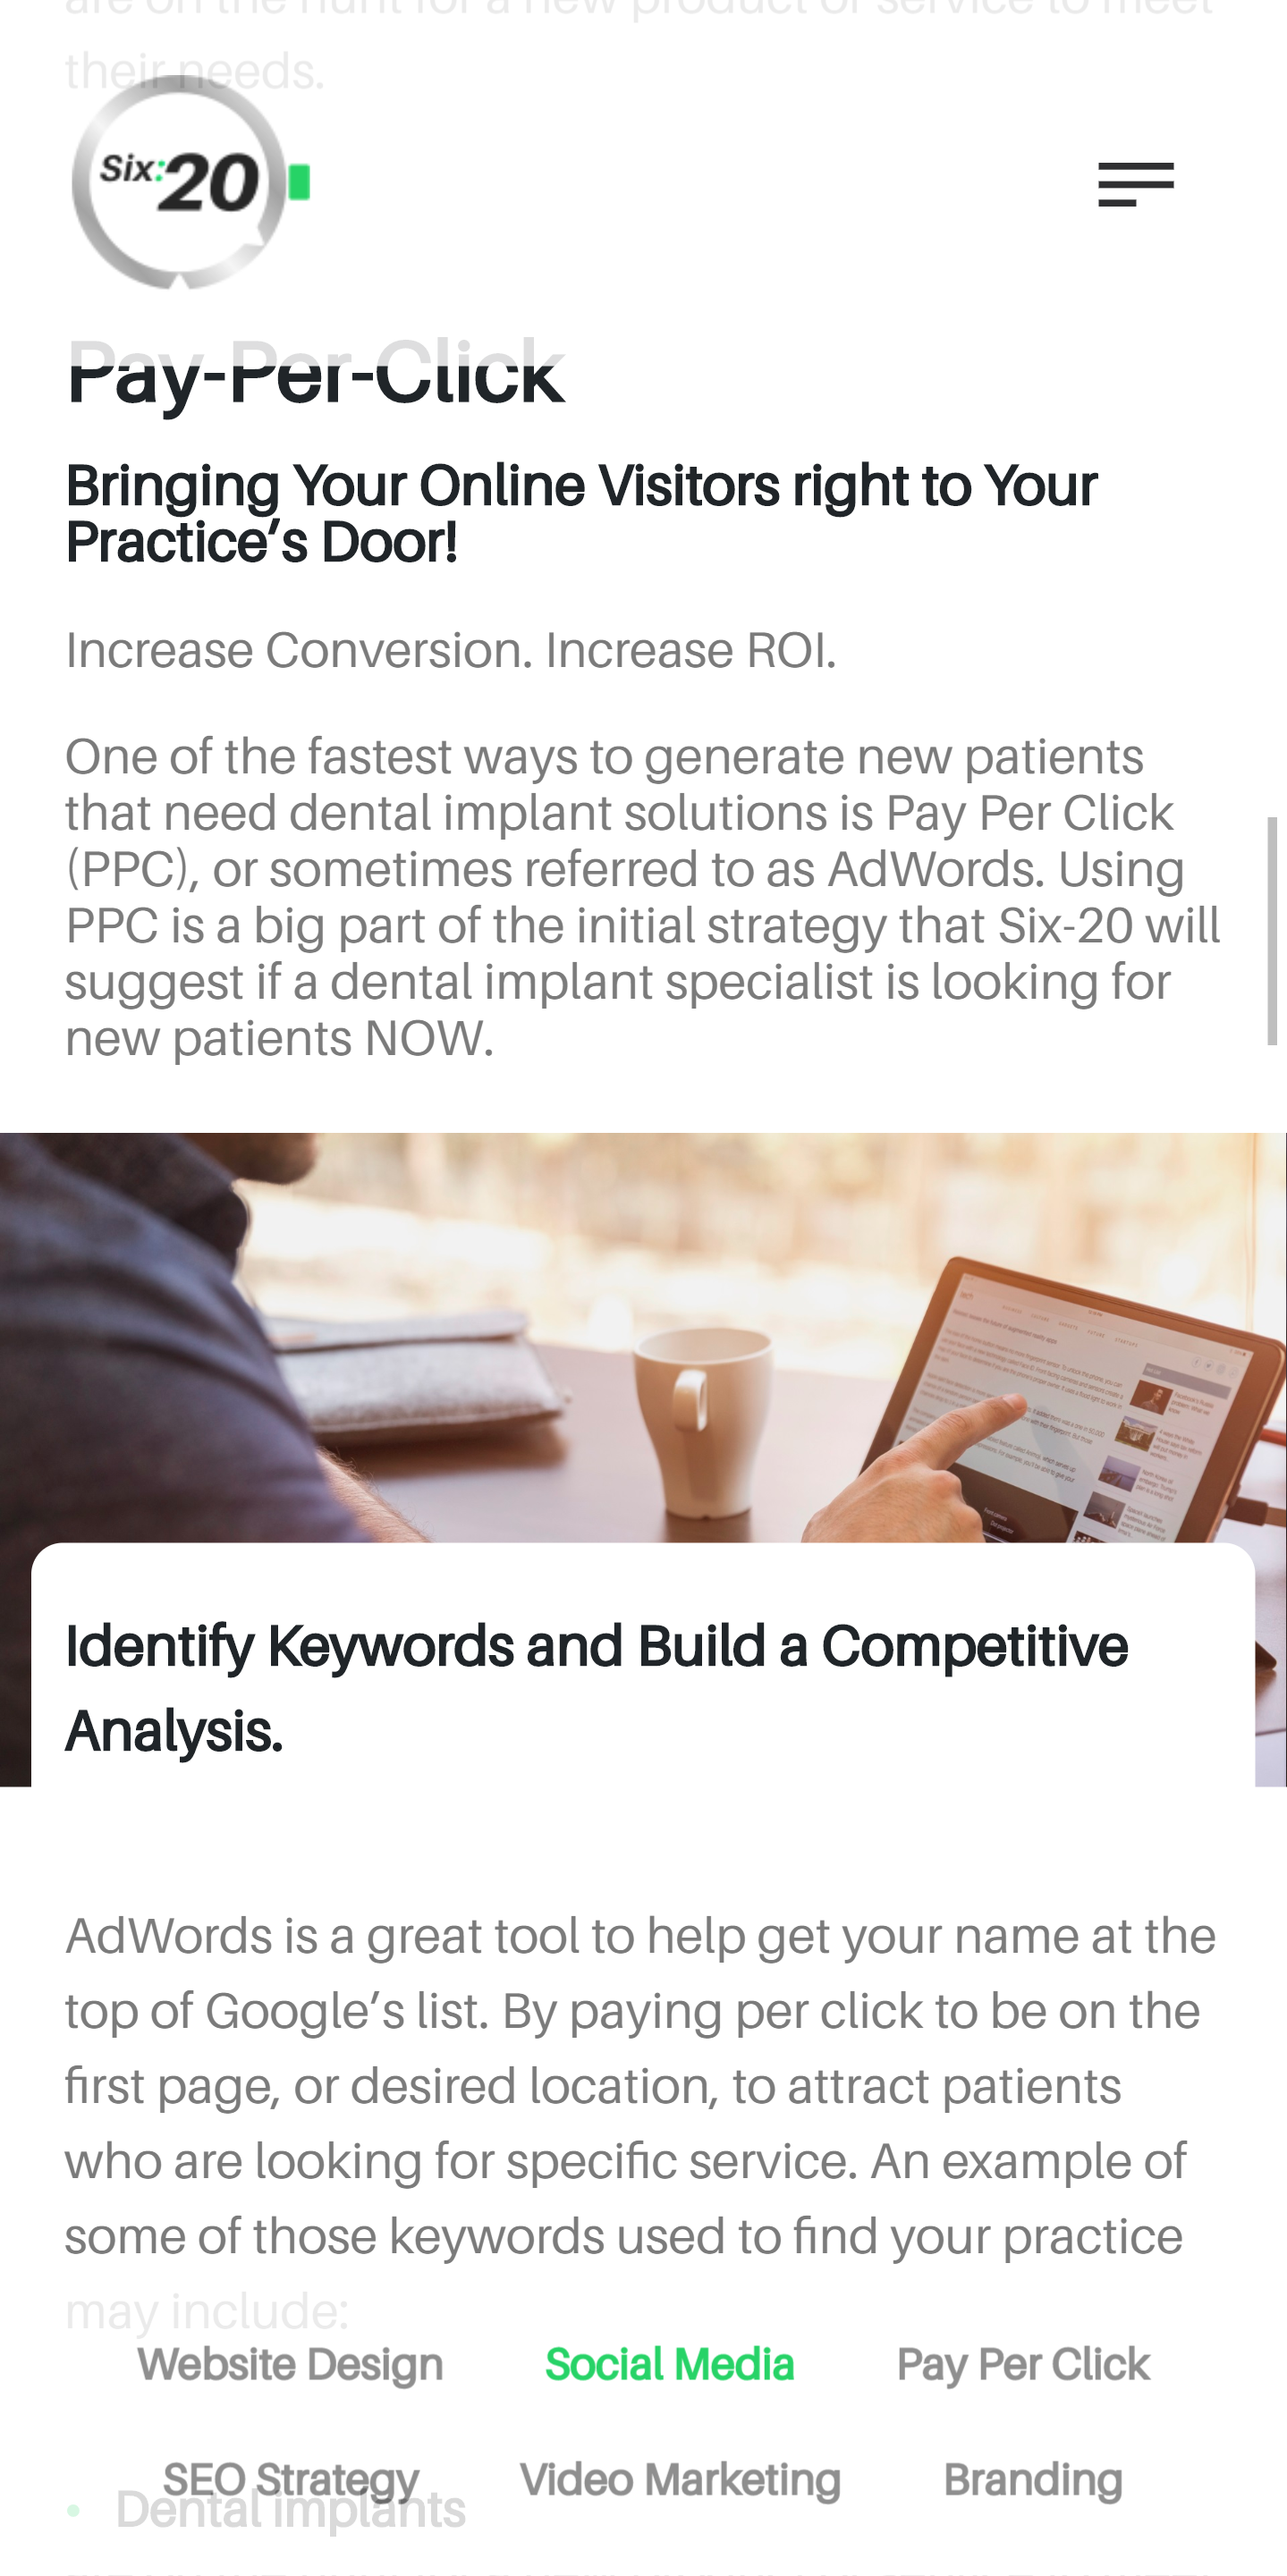 are on the hunt for a new product or service to meet
their needs.
Six:20
Pay-Per-Click
Bringing Your Online Visitors right to Your
Practice’s Door!
Increase Conversion. Increase ROI.
One of the fastest ways to generate new patients
that need dental implant solutions is Pay Per Click
(PPC), or sometimes referred to as AdWords. Using
PPC is a big part of the initial strategy that Six-20 will
suggest if a dental implant specialist is looking for
new patients NOW.
Identify Keywords and Build a Competitive
Analysis.
AdWords is a great tool to help get your name at the
top of Google’s list. By paying per click to be on the
first page, or desired location, to attract patients
who are looking for specific service. An example of
some of those keywords used to find your practice
may include:
Website Design Social Media Pay Per Click
SEO Strategy Video Marketing Branding
• Dental implants